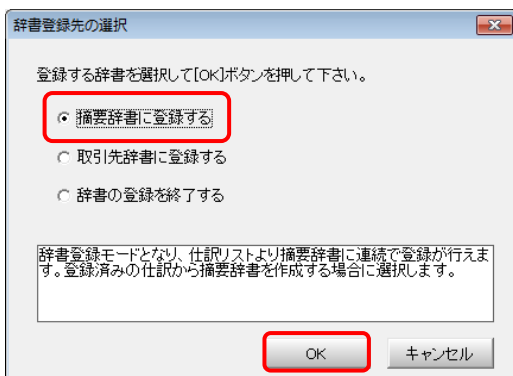 辞書登録先の選択
登録する辞書を選択して[OK]ボタンを押して下さい。
摘要辞書に登録する
取引先辞書に登録する
辞書の登録を終了する
辞書登録モードとなり、仕訳リストより摘要辞書に連続で登録が行えま
す。登録済みの仕訳から摘要辞書を作成する場合に選択します。
OK
キャンセル